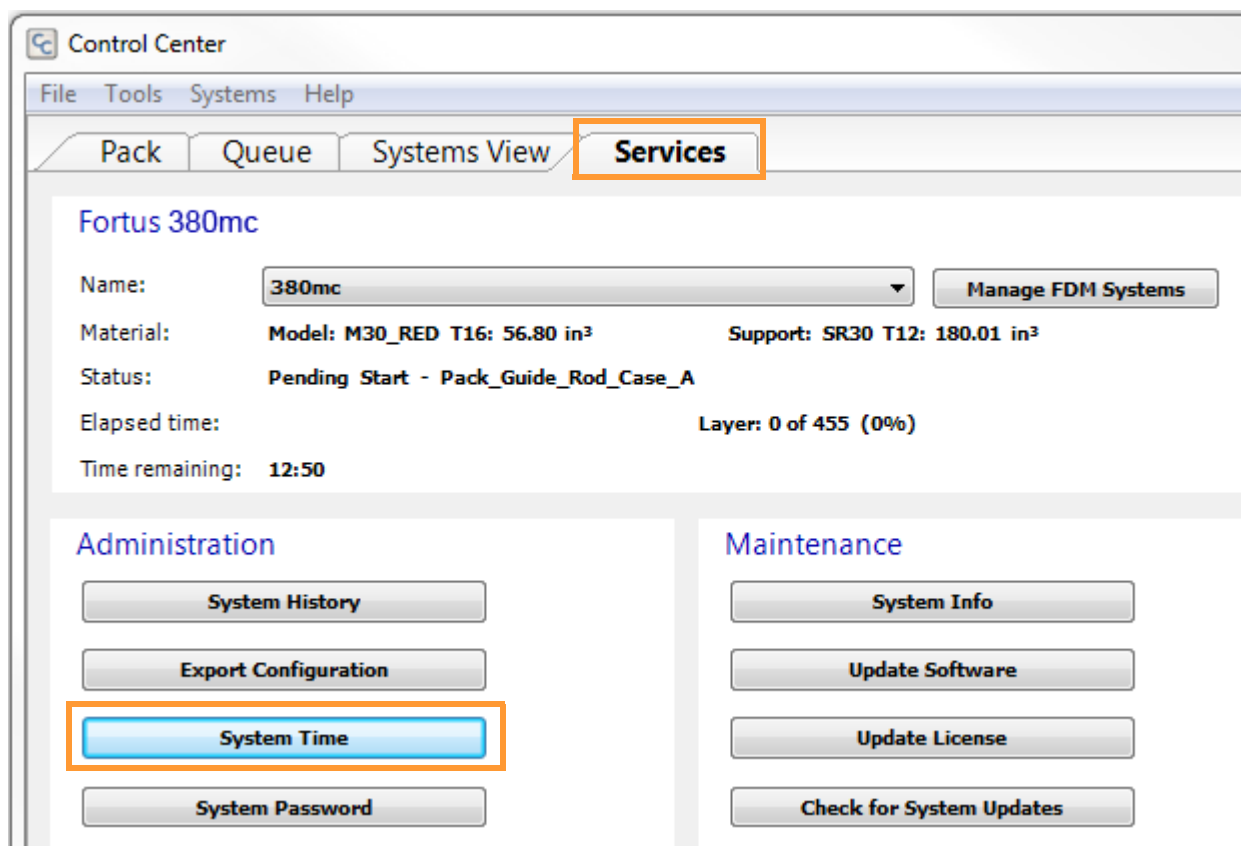 Control Center
File Tools Systems Help
Pack Queue Systems View Services
Fortus 380mc
Name: 380mc Manage FDM Systems
Material: Model: M30_RED T16: 56.80 in³ Support: SR30 T12: 180.01 in³
Status: Pending Start - Pack_Guide_Rod_Case_A
Elapsed time: Layer: 0 of 455 (0%)
Time remaining: 12:50
Administration
System History
Export Configuration
System Time
System Password
Maintenance
System Info
Update Software
Update License
Check for System Updates